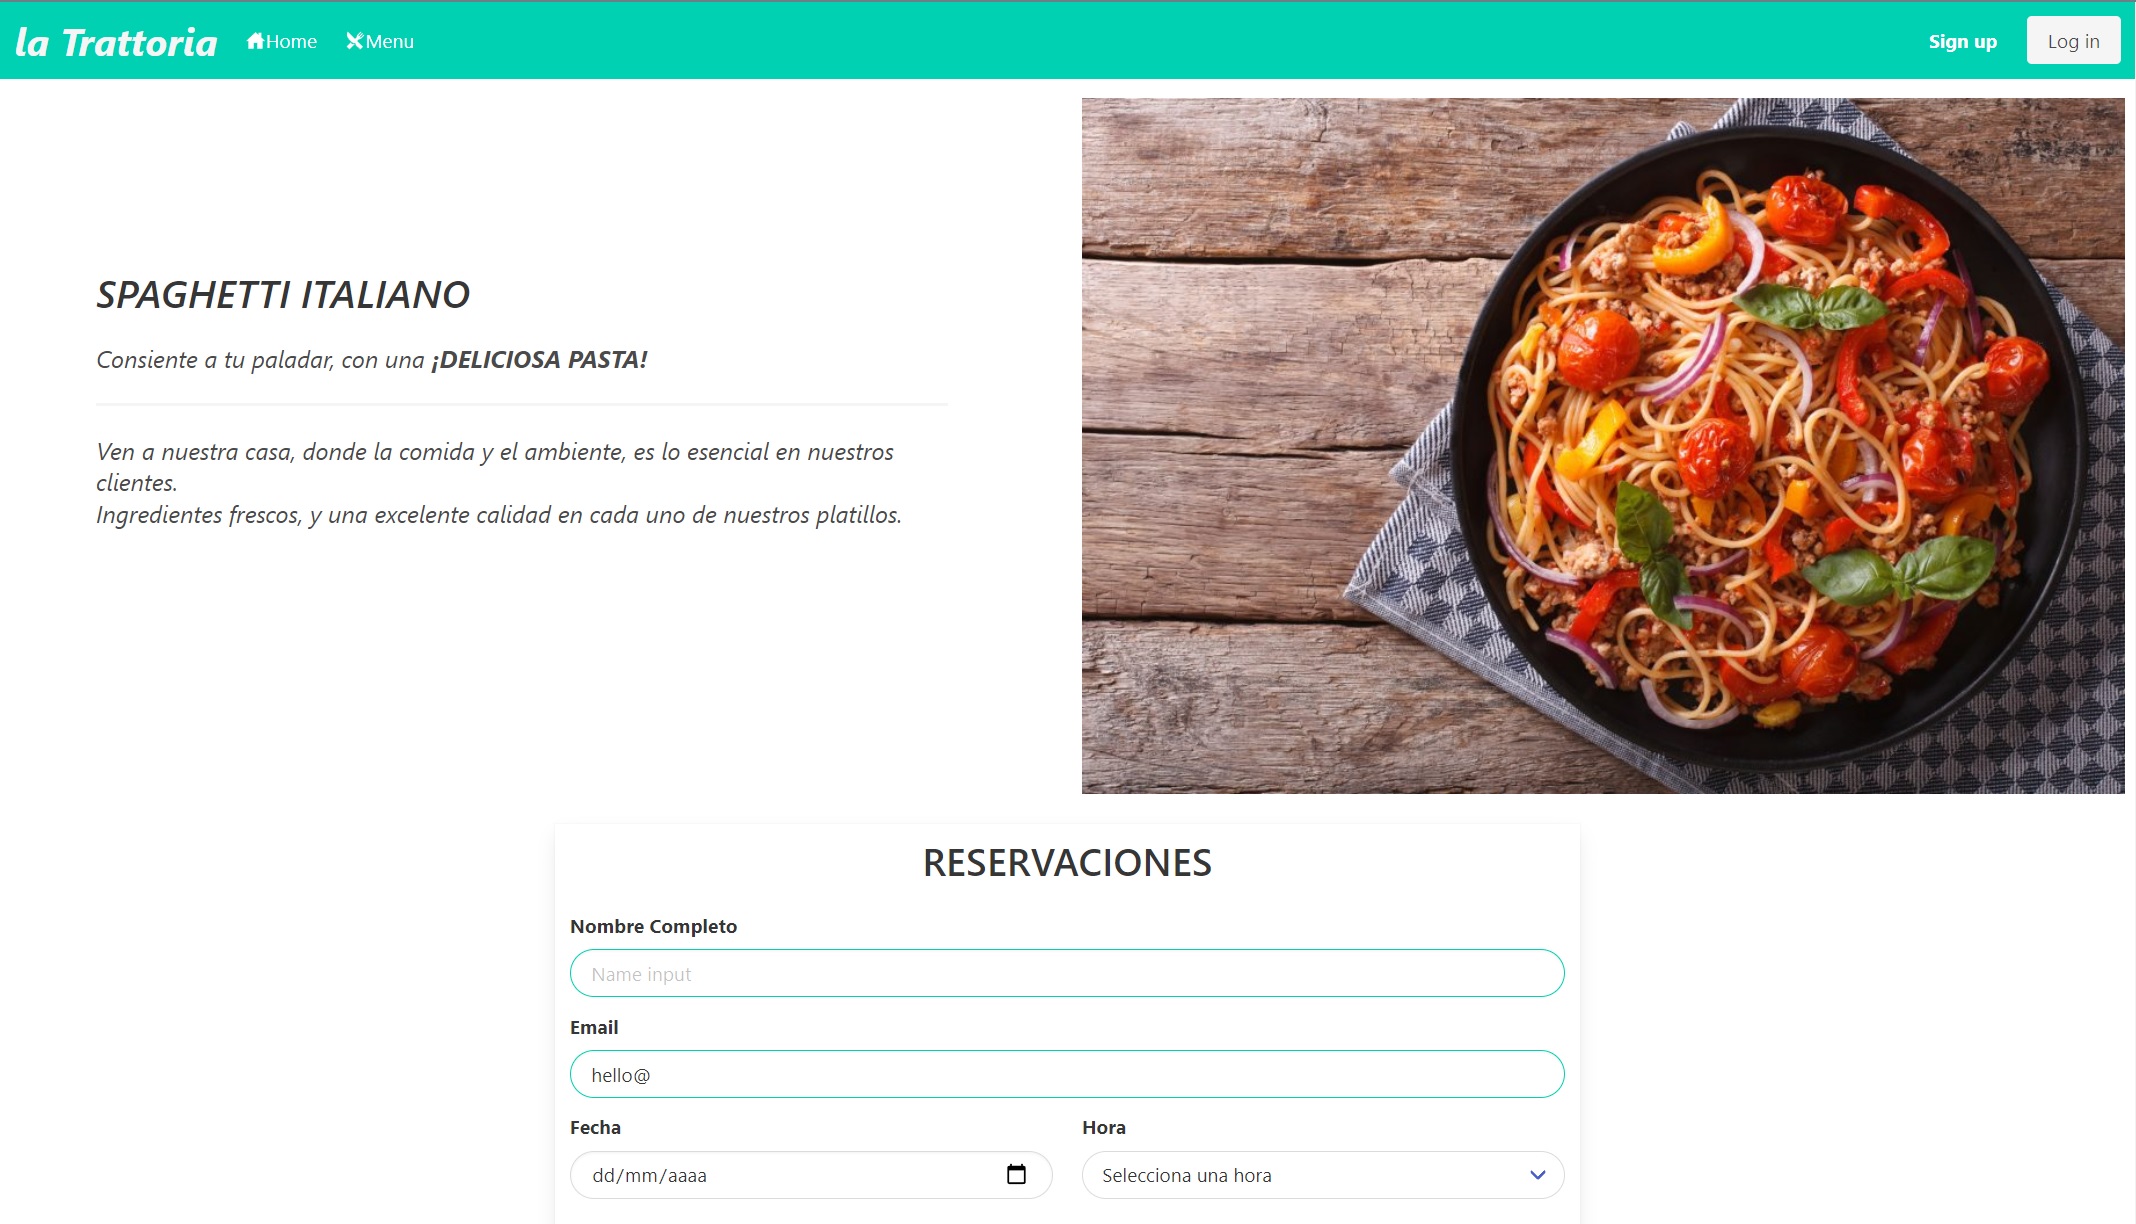 la Trattoria Home Menu Sign up Log in
SPAGHETTI ITALIANO
Consiente a tu paladar, con una ¡DELICIOSA PASTA!
Ven a nuestra casa, donde la comida y el ambiente, es lo esencial en nuestros
clientes.
Ingredientes frescos, y una excelente calidad en cada uno de nuestros platillos.
RESERVACIONES
Nombre Completo
Name input
Email
hello@
Fecha Hora
dd/mm/aaaa Selecciona una hora